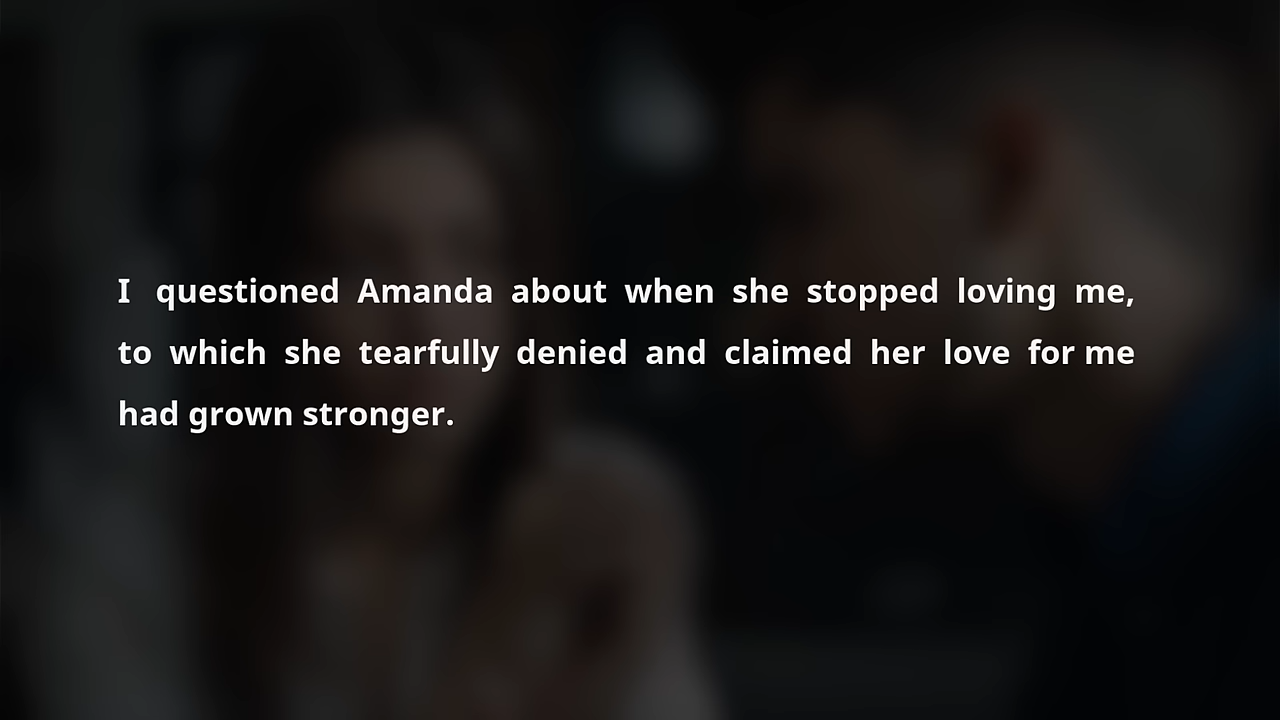 I questioned Amanda about when she stopped loving me,
to which she tearfully denied and claimed her love for me
had grown stronger.